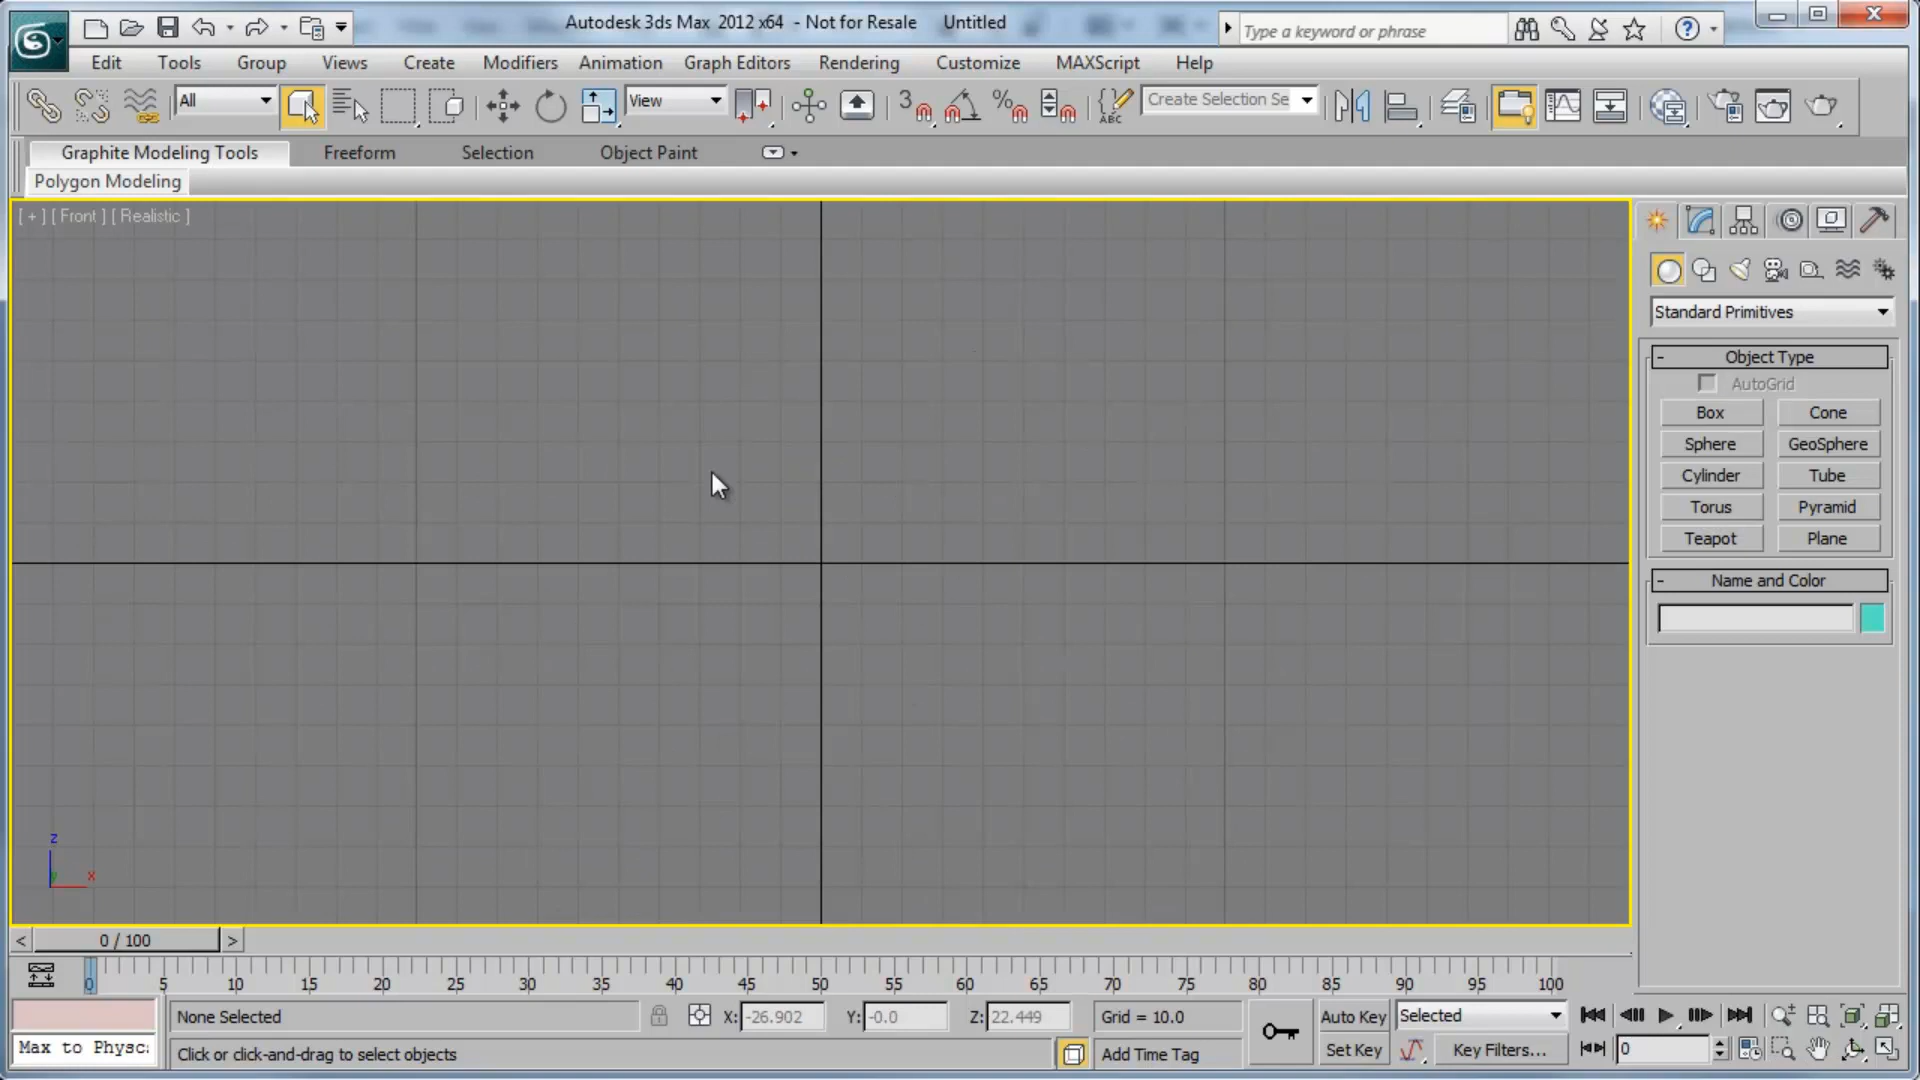 Autodesk 3ds Max 2012 x64 - Not for Resale Untitled
Type a keyword or phrase
Edit Tools Group Views Create Modifiers Animation Graph Editors Rendering Customize MAXScript Help
All
View
3
%
ABC
Create Selection Se
Graphite Modeling Tools Freeform Selection Object Paint
Polygon Modeling
[ + ] [ Front ] [ Realistic ]
Standard Primitives
- Object Type
AutoGrid
Box Cone
Sphere GeoSphere
Cylinder Tube
Torus Pyramid
Teapot Plane
- Name and Color
z
x
< 0 / 100 >
0 5 10 15 20 25 30 35 40 45 50 55 60 65 70 75 80 85 90 95 100
None Selected X: -26.902 Y: -0.0 Z: 22.449 Grid = 10.0 Auto Key Selected
Max to Physc:
Click or click-and-drag to select objects Add Time Tag Set Key Key Filters... 0